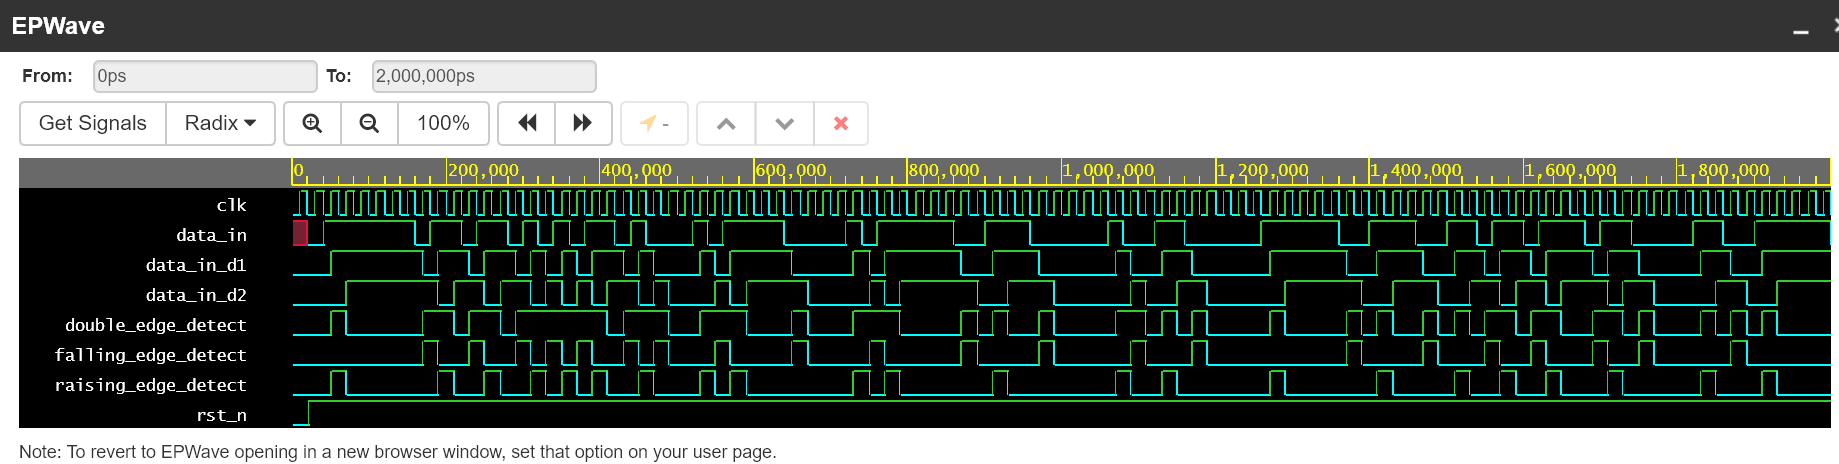 EPWave
From: 0ps To: 2,000,000ps
Get Signals Radix 100% -
0 200,000 400,000 600,000 800,000 1,000,000 1,200,000 1,400,000 1,600,000 1,800,000
clk
data_in
data_in_d1
data_in_d2
double_edge_detect
falling_edge_detect
raising_edge_detect
rst_n
Note: To revert to EPWave opening in a new browser window, set that option on your user page.